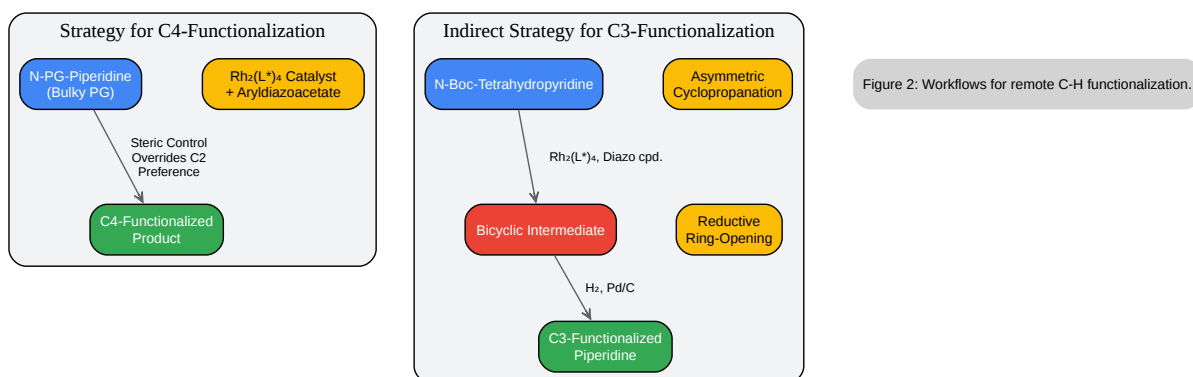 Strategy for C4-Functionalization
N-PG-Piperidine
(Bulky PG)
Rh₂(L*)₄ Catalyst
+ Aryldiazoacetate
Steric Control
Overrides C2
Preference
C4-Functionalized
Product
Indirect Strategy for C3-Functionalization
N-Boc-Tetrahydropyridine
Asymmetric
Cyclopropanation
Rh₂(L*)₄, Diazo cpd.
Bicyclic Intermediate
Reductive
Ring-Opening
H₂, Pd/C
C3-Functionalized
Piperidine
Figure 2: Workflows for remote C-H functionalization.